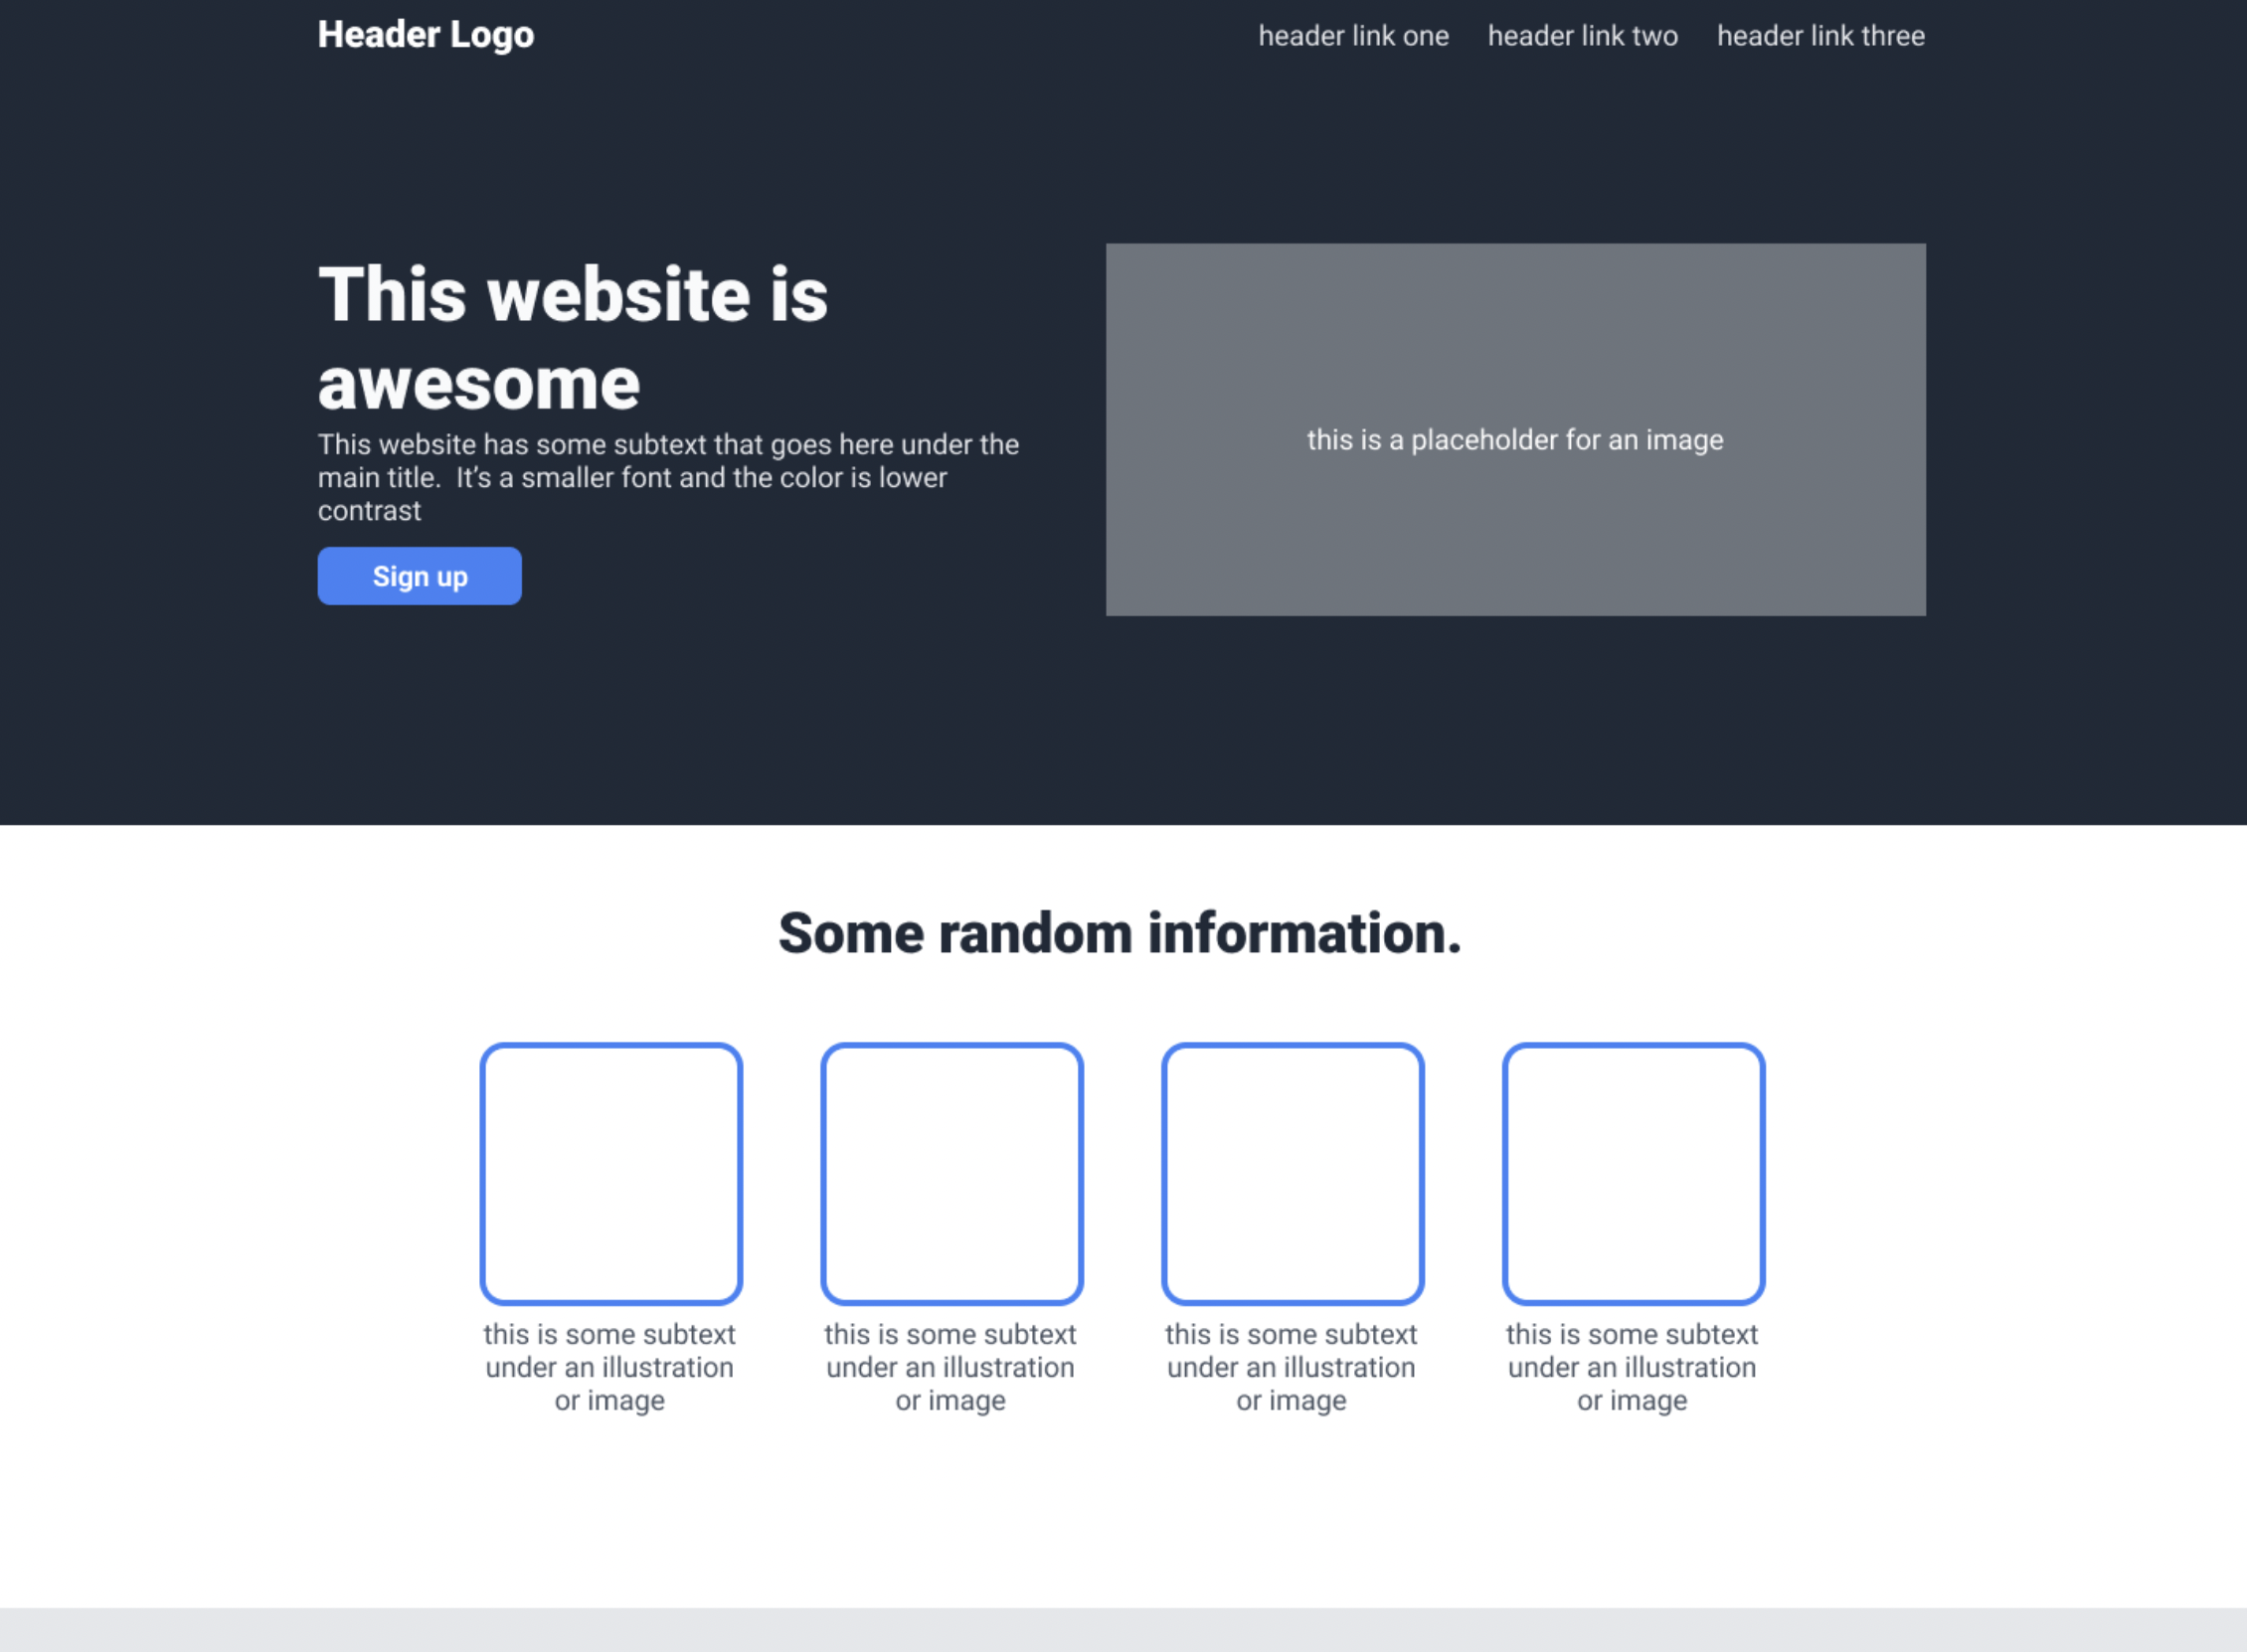 Header Logo
header link one
header link two
header link three
This website is
awesome
This website has some subtext that goes here under the
main title.  It’s a smaller font and the color is lower
contrast
Sign up
this is a placeholder for an image
Some random information.
this is some subtext
under an illustration
or image
this is some subtext
under an illustration
or image
this is some subtext
under an illustration
or image
this is some subtext
under an illustration
or image